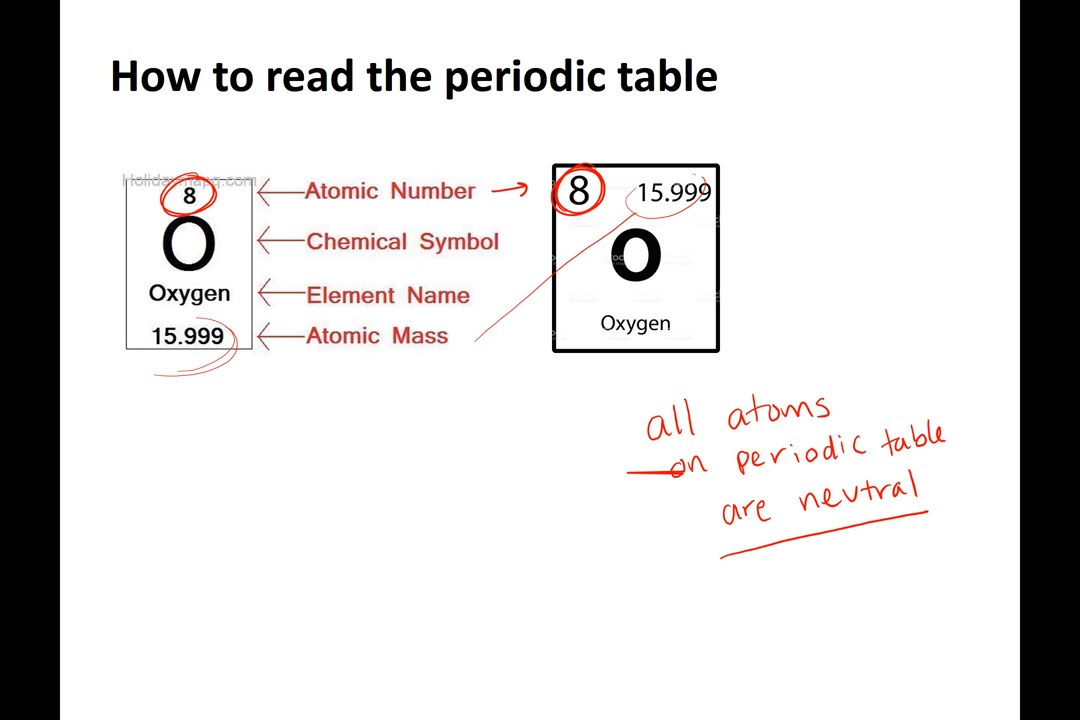 How to read the periodic table
8
Atomic Number
O
Chemical Symbol
Oxygen
Element Name
15.999
Atomic Mass
8
15.999
O
Oxygen
all atoms
on periodic table
are neutral